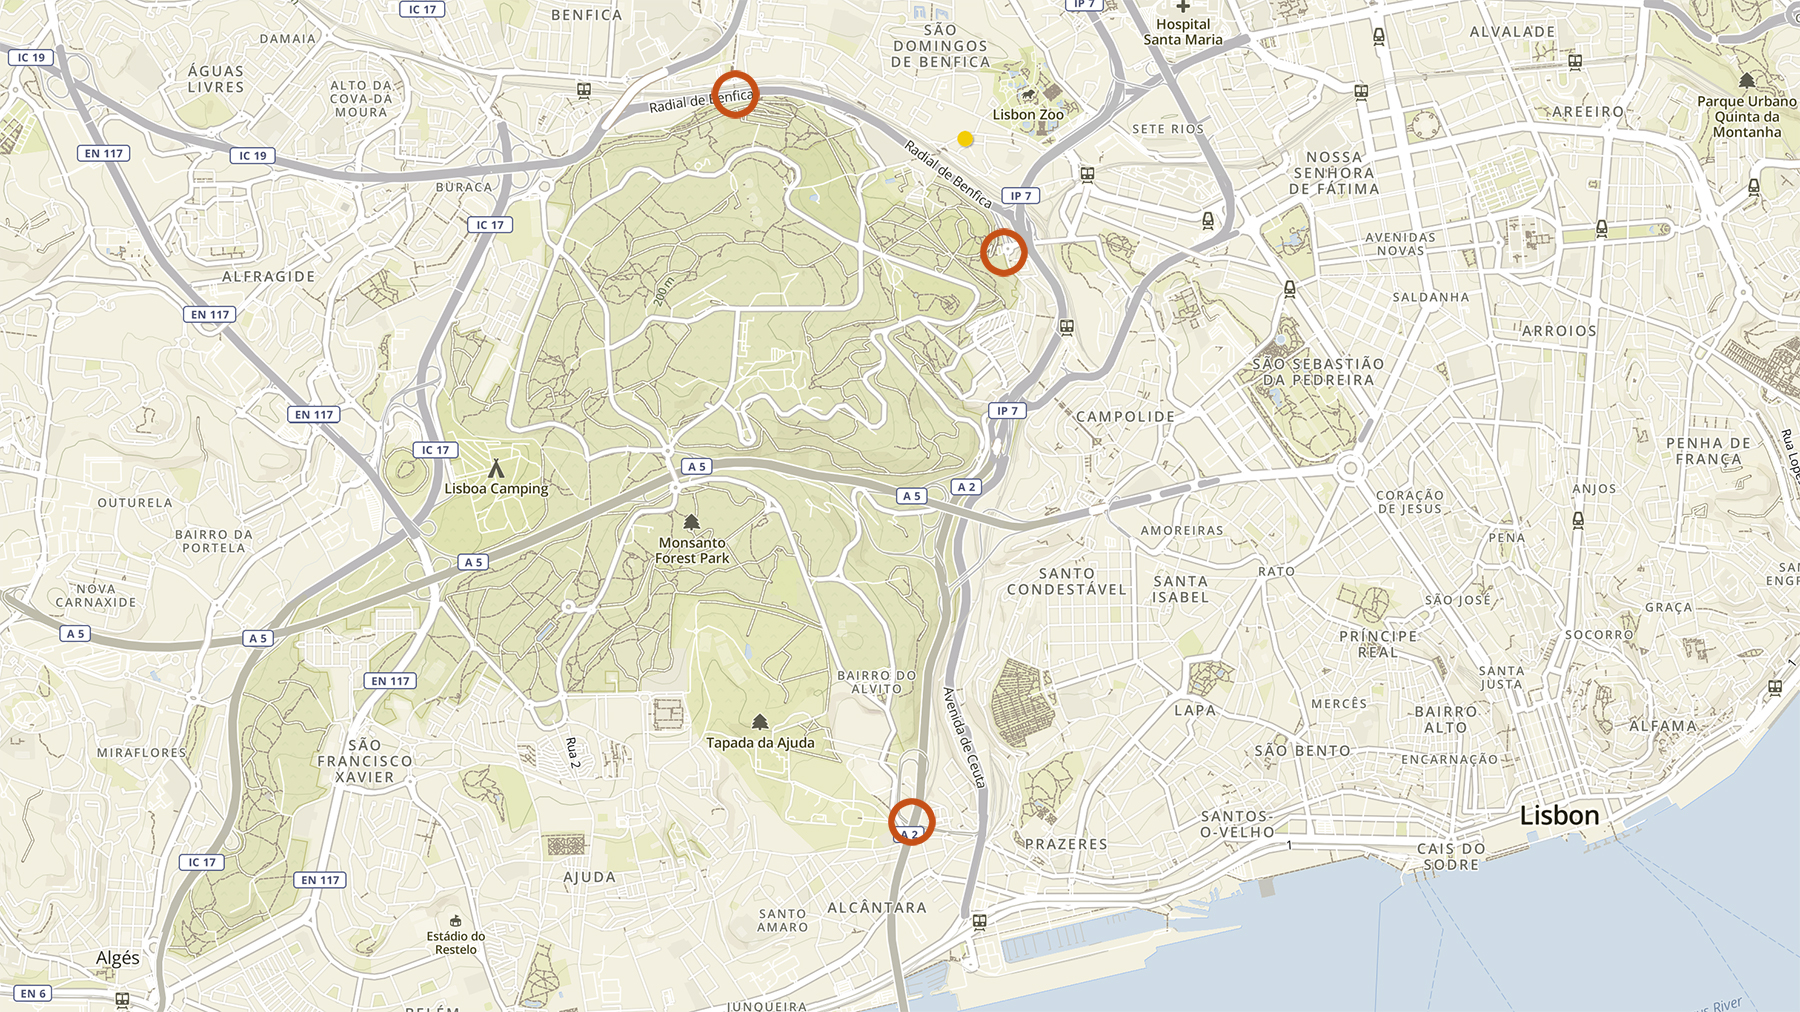 IC 17
BENFICA
IP 7
Hospital
Santa Maria
ALVALADE
DAMAIA
SÃO
DOMINGOS
DE BENFICA
IC 19
ÁGUAS
LIVRES
ALTO DA
COVA DA
MOURA
Radial de Benfica
Lisbon Zoo
SETE RIOS
AREEIRO
Parque Urbano
Quinta da
Montanha
EN 117
IC 19
BURACA
Radial de Benfica
IP 7
NOSSA
SENHORA
DE FÁTIMA
IC 17
AVENIDAS
NOVAS
ALFRAGIDE
200 m
SALDANHA
EN 117
ARROIOS
SÃO SEBASTIÃO
DA PEDREIRA
EN 117
IP 7
CAMPOLIDE
Rua Lope
PENHA DE
FRANÇA
IC 17
A 5
Lisboa Camping
A 5
A 2
OUTURELA
CORAÇÃO
DE JESUS
ANJOS
BAIRRO DA
PORTELA
Monsanto
Forest Park
AMOREIRAS
PENA
A 5
SANTO
CONDESTÁVEL
SANTA
ISABEL
RATO
SAN
ENGR
NOVA
CARNAXIDE
SÃO JOSÉ
GRAÇA
A 5
A 5
PRÍNCIPE
REAL
SOCORRO
EN 117
BAIRRO DO
ALVITO
SANTA
JUSTA
1
Avenida de Ceuta
LAPA
MERCÊS
BAIRRO
ALTO
ALFAMA
MIRAFLORES
SÃO
FRANCISCO
XAVIER
Rua 2
Tapada da Ajuda
SÃO BENTO
ENCARNAÇÃO
A 2
SANTOS-
O-VELHO
Lisbon
PRAZERES
1
CAIS DO
SODRE
IC 17
EN 117
AJUDA
ALCÂNTARA
SANTO
AMARO
Estádio do
Restelo
Algés
EN 6
BELÉM
JUNQUEIRA
us River